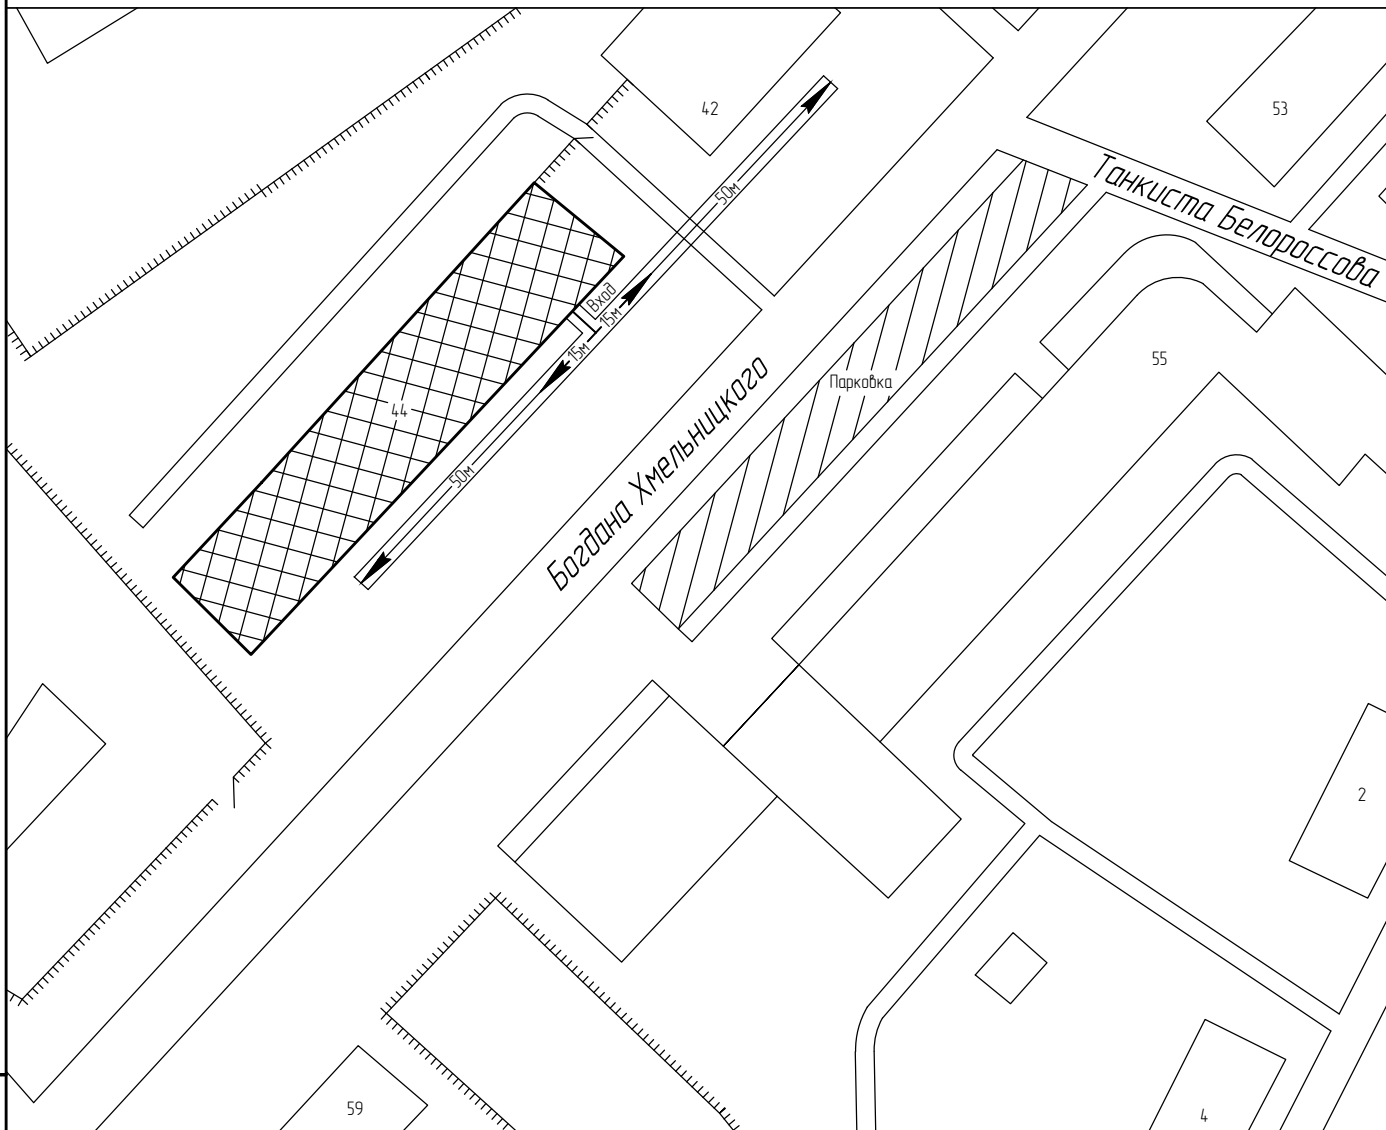 42
53
Танкиста Белороссова
50м
Вход
15м
15м
55
Парковка
44
50м
Богдана Хмельницкого
2
59
4